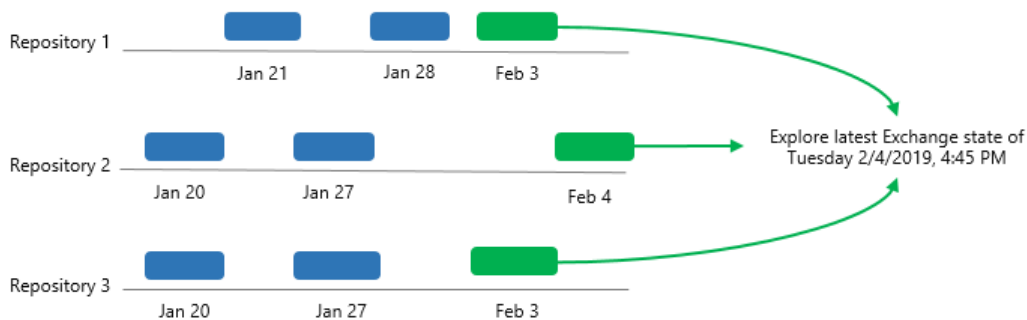 Repository 1
Jan 21
Jan 28
Feb 3
Repository 2
Jan 20
Jan 27
Feb 4
Explore latest Exchange state of
Tuesday 2/4/2019, 4:45 PM
Repository 3
Jan 20
Jan 27
Feb 3